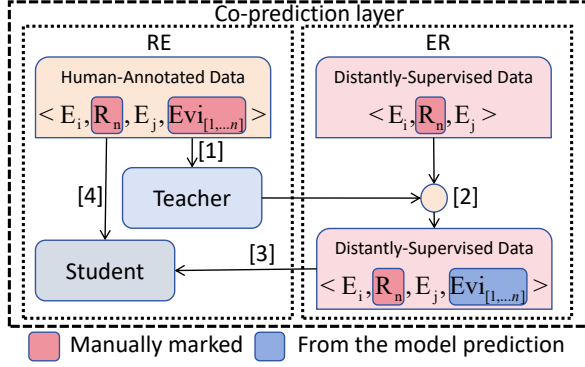 Co-prediction layer
RE
ER
Human-Annotated Data
< E_i, R_n, E_j, Evi_[1,...n] >
Distantly-Supervised Data
< E_i, R_n, E_j >
[1]
[4]
Teacher
[2]
[3]
Student
Distantly-Supervised Data
< E_i, R_n, E_j, Evi_[1,...n] >
Manually marked
From the model prediction